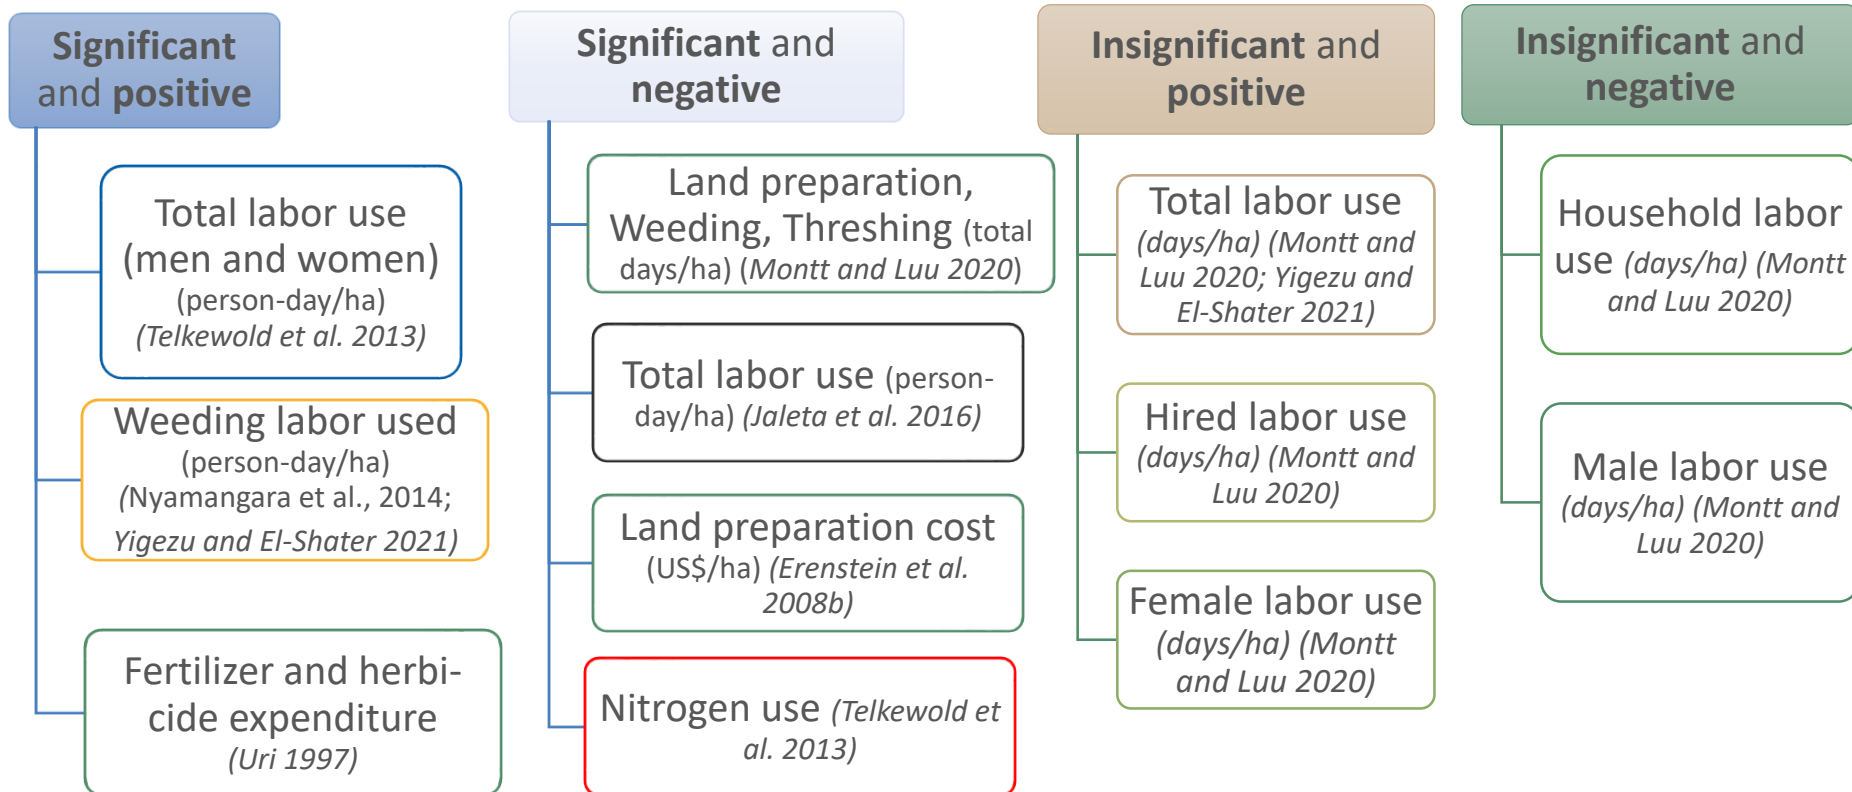 Significant
and positive
Total labor use
(men and women)
(person-day/ha)
(Telkewold et al. 2013)
Weeding labor used
(person-day/ha)
(Nyamangara et al., 2014;
Yigezu and El-Shater 2021)
Fertilizer and herbi-
cide expenditure
(Uri 1997)
Significant and
negative
Land preparation,
Weeding, Threshing (total
days/ha) (Montt and Luu 2020)
Total labor use (person-
day/ha) (Jaleta et al. 2016)
Land preparation cost
(US$/ha) (Erenstein et al.
2008b)
Nitrogen use (Telkewold et
al. 2013)
Insignificant and
positive
Total labor use
(days/ha) (Montt and
Luu 2020; Yigezu and
El-Shater 2021)
Hired labor use
(days/ha) (Montt and
Luu 2020)
Female labor use
(days/ha) (Montt
and Luu 2020)
Insignificant and
negative
Household labor
use (days/ha) (Montt
and Luu 2020)
Male labor use
(days/ha) (Montt and
Luu 2020)